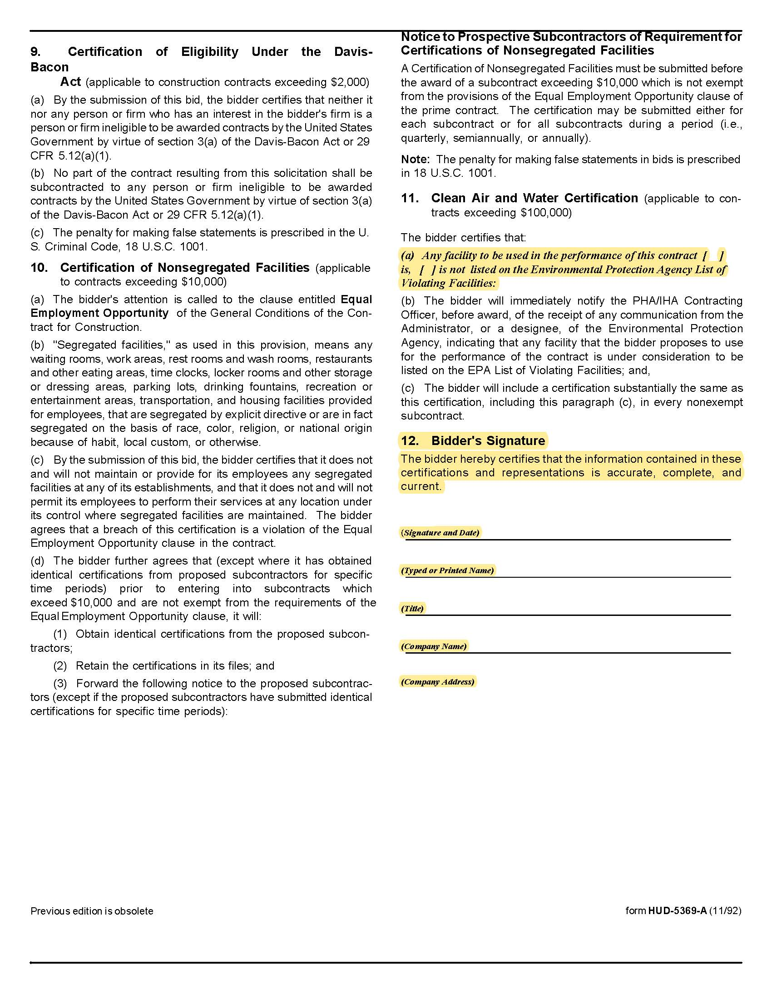 9. Certification of Eligibility Under the Davis-
Bacon
Act (applicable to construction contracts exceeding $2,000)
(a) By the submission of this bid, the bidder certifies that neither it
nor any person or firm who has an interest in the bidder's firm is a
person or firm ineligible to be awarded contracts by the United States
Government by virtue of section 3(a) of the Davis-Bacon Act or 29
CFR 5.12(a)(1).
(b) No part of the contract resulting from this solicitation shall be
subcontracted to any person or firm ineligible to be awarded
contracts by the United States Government by virtue of section 3(a)
of the Davis-Bacon Act or 29 CFR 5.12(a)(1).
(c) The penalty for making false statements is prescribed in the U.
S. Criminal Code, 18 U.S.C. 1001.
10. Certification of Nonsegregated Facilities (applicable
to contracts exceeding $10,000)
(a) The bidder's attention is called to the clause entitled Equal
Employment Opportunity of the General Conditions of the Con-
tract for Construction.
(b) "Segregated facilities," as used in this provision, means any
waiting rooms, work areas, rest rooms and wash rooms, restaurants
and other eating areas, time clocks, locker rooms and other storage
or dressing areas, parking lots, drinking fountains, recreation or
entertainment areas, transportation, and housing facilities provided
for employees, that are segregated by explicit directive or are in fact
segregated on the basis of race, color, religion, or national origin
because of habit, local custom, or otherwise.
(c) By the submission of this bid, the bidder certifies that it does not
and will not maintain or provide for its employees any segregated
facilities at any of its establishments, and that it does not and will not
permit its employees to perform their services at any location under
its control where segregated facilities are maintained. The bidder
agrees that a breach of this certification is a violation of the Equal
Employment Opportunity clause in the contract.
(d) The bidder further agrees that (except where it has obtained
identical certifications from proposed subcontractors for specific
time periods) prior to entering into subcontracts which
exceed $10,000 and are not exempt from the requirements of the
Equal Employment Opportunity clause, it will:
(1) Obtain identical certifications from the proposed subcon-
tractors;
(2) Retain the certifications in its files; and
(3) Forward the following notice to the proposed subcontrac-
tors (except if the proposed subcontractors have submitted identical
certifications for specific time periods):
Notice to Prospective Subcontractors of Requirement for
Certifications of Nonsegregated Facilities
A Certification of Nonsegregated Facilities must be submitted before
the award of a subcontract exceeding $10,000 which is not exempt
from the provisions of the Equal Employment Opportunity clause of
the prime contract. The certification may be submitted either for
each subcontract or for all subcontracts during a period (i.e.,
quarterly, semiannually, or annually).
Note: The penalty for making false statements in bids is prescribed
in 18 U.S.C. 1001.
11. Clean Air and Water Certification (applicable to con-
tracts exceeding $100,000)
The bidder certifies that:
(a) Any facility to be used in the performance of this contract [ ]
is, [ ] is not listed on the Environmental Protection Agency List of
Violating Facilities:
(b) The bidder will immediately notify the PHA/IHA Contracting
Officer, before award, of the receipt of any communication from the
Administrator, or a designee, of the Environmental Protection
Agency, indicating that any facility that the bidder proposes to use
for the performance of the contract is under consideration to be
listed on the EPA List of Violating Facilities; and,
(c) The bidder will include a certification substantially the same as
this certification, including this paragraph (c), in every nonexempt
subcontract.
12. Bidder's Signature
The bidder hereby certifies that the information contained in these
certifications and representations is accurate, complete, and
current.
(Signature and Date)
(Typed or Printed Name)
(Title)
(Company Name)
(Company Address)
Previous edition is obsolete
form HUD-5369-A (11/92)